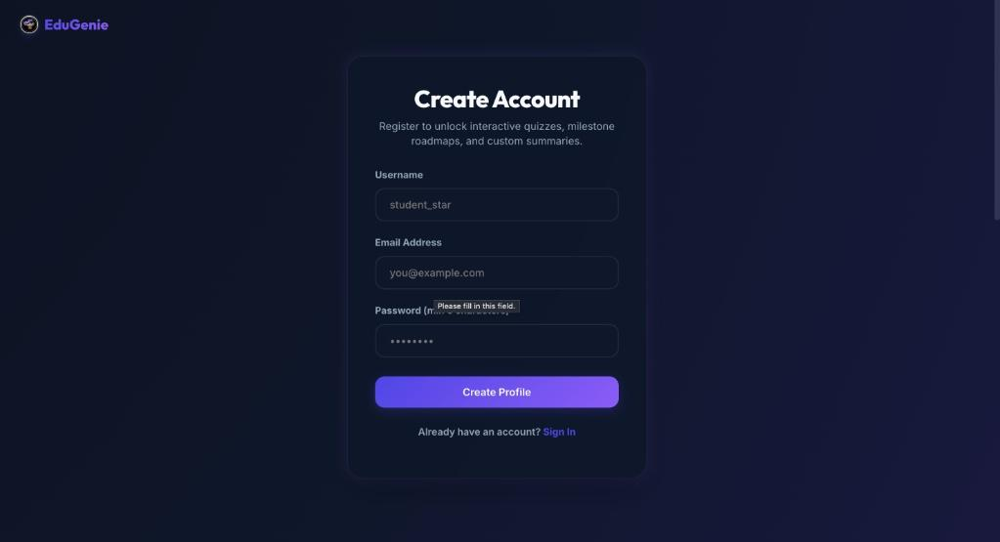 EduGenie
Create Account
Register to unlock interactive quizzes, milestone
roadmaps, and custom summaries.
Username
student_star
Email Address
you@example.com
Please fill in this field.
Password
••••••••
Create Profile
Already have an account? Sign In